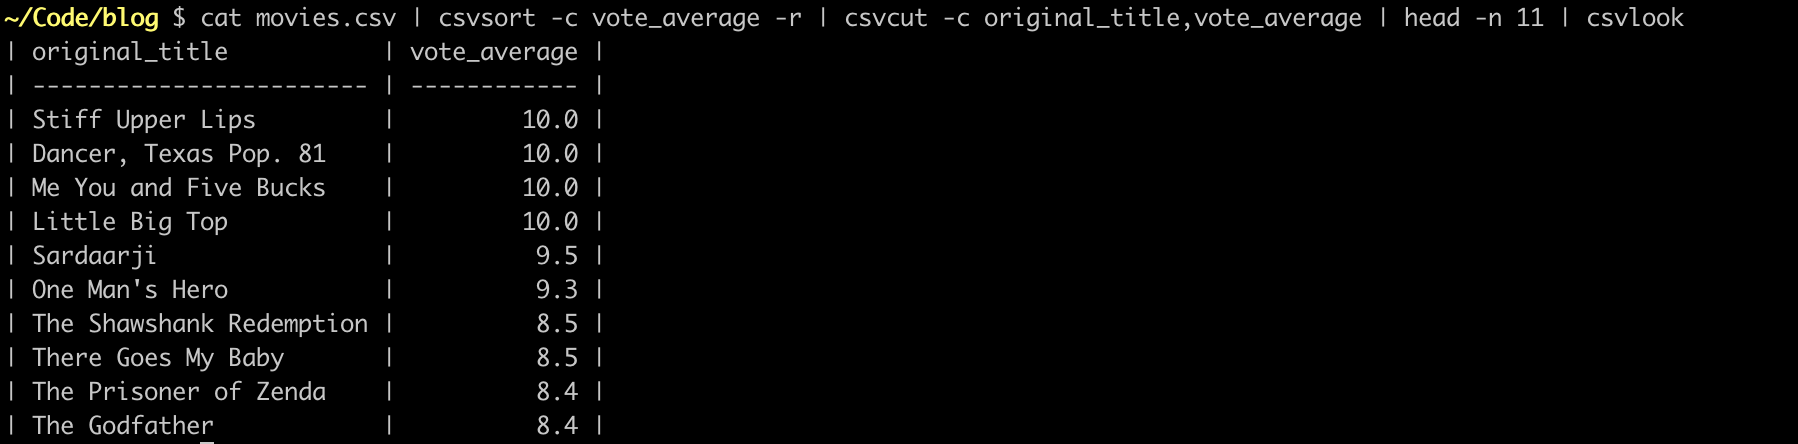 ~/Code/blog $ cat movies.csv | csvsort -c vote_average -r | csvcut -c original_title,vote_average | head -n 11 | csvlook
| original_title          | vote_average |
| ------------------------ | ------------ |
| Stiff Upper Lips         |         10.0 |
| Dancer, Texas Pop. 81    |         10.0 |
| Me You and Five Bucks    |         10.0 |
| Little Big Top           |         10.0 |
| Sardaarji                |          9.5 |
| One Man's Hero           |          9.3 |
| The Shawshank Redemption |          8.5 |
| There Goes My Baby       |          8.5 |
| The Prisoner of Zenda    |          8.4 |
| The Godfather            |          8.4 |